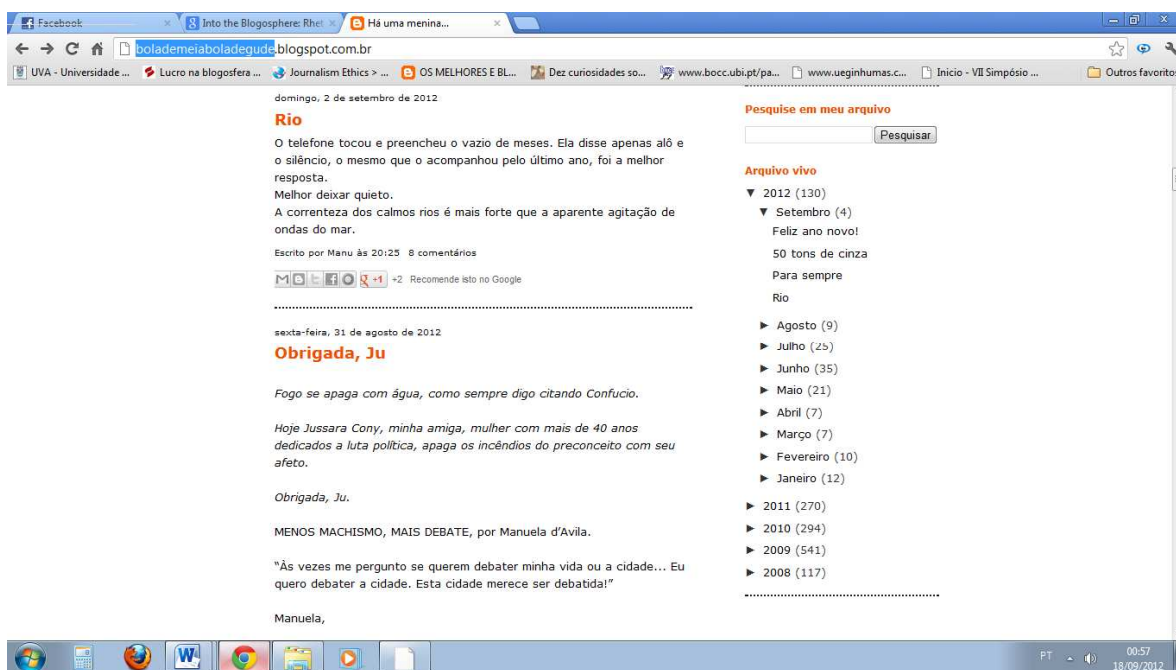 Facebook
Into the Blogosphere: Rhet
Há uma menina...
bolademeiaboladegude.blogspot.com.br
UVA - Universidade ...
Lucro na blogosfera ...
Journalism Ethics > ...
OS MELHORES E BL...
Dez curiosidades so...
www.bocc.ubi.pt/pa...
www.ueginhumas.c...
Inicio - VII Simpósio ...
Outros favoritos
domingo, 2 de setembro de 2012
Rio
O telefone tocou e preencheu o vazio de meses. Ela disse apenas alô e
o silêncio, o mesmo que o acompanhou pelo último ano, foi a melhor
resposta.
Melhor deixar quieto.
A correnteza dos calmos rios é mais forte que a aparente agitação de
ondas do mar.
Escrito por Manu às 20:25 8 comentários
+1 +2 Recomende isto no Google
sexta-feira, 31 de agosto de 2012
Obrigada, Ju
Fogo se apaga com água, como sempre digo citando Confucio.
Hoje Jussara Cony, minha amiga, mulher com mais de 40 anos
dedicados a luta política, apaga os incêndios do preconceito com seu
afeto.
Obrigada, Ju.
MENOS MACHISMO, MAIS DEBATE, por Manuela d'Avila.
“Às vezes me pergunto se querem debater minha vida ou a cidade... Eu
quero debater a cidade. Esta cidade merece ser debatida!”
Manuela,
Pesquise em meu arquivo
Pesquisar
Arquivo vivo
▼ 2012 (130)
▼ Setembro (4)
Feliz ano novo!
50 tons de cinza
Para sempre
Rio
► Agosto (9)
► Julho (25)
► Junho (35)
► Maio (21)
► Abril (7)
► Março (7)
► Fevereiro (10)
► Janeiro (12)
► 2011 (270)
► 2010 (294)
► 2009 (541)
► 2008 (117)
PT
00:57
18/09/2012